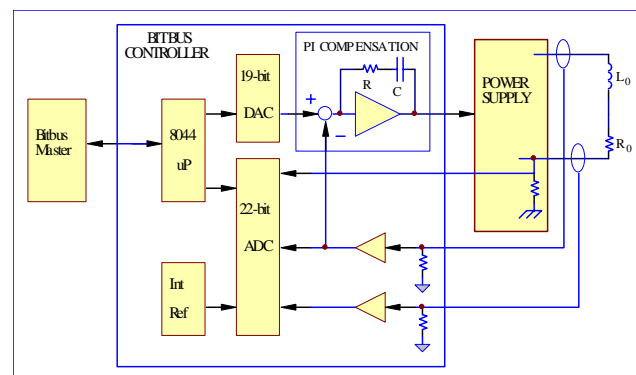 BITBUS
CONTROLLER
PI COMPENSATION
R
C
19-bit
DAC
+
−
POWER
SUPPLY
L0
R0
Bitbus
Master
8044
uP
22-bit
ADC
Int
Ref